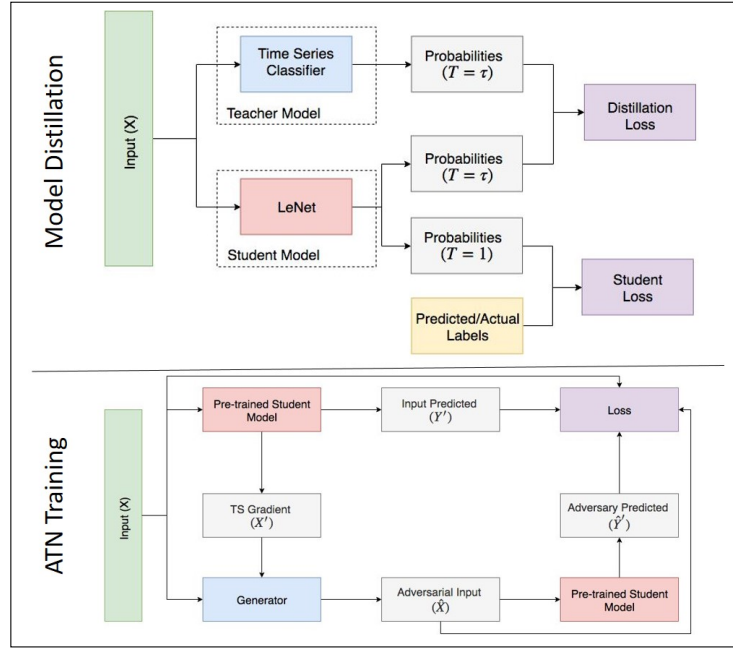 Model Distillation
Input (X)
Time Series
Classifier
Teacher Model
Probabilities
(T = τ)
Distillation
Loss
Probabilities
(T = τ)
LeNet
Student Model
Probabilities
(T = 1)
Student
Loss
Predicted/Actual
Labels
ATN Training
Input (X)
Pre-trained Student
Model
Input Predicted
(Y′)
Loss
TS Gradient
(X′)
Adversary Predicted
(Ŷ′)
Generator
Adversarial Input
(X̂)
Pre-trained Student
Model